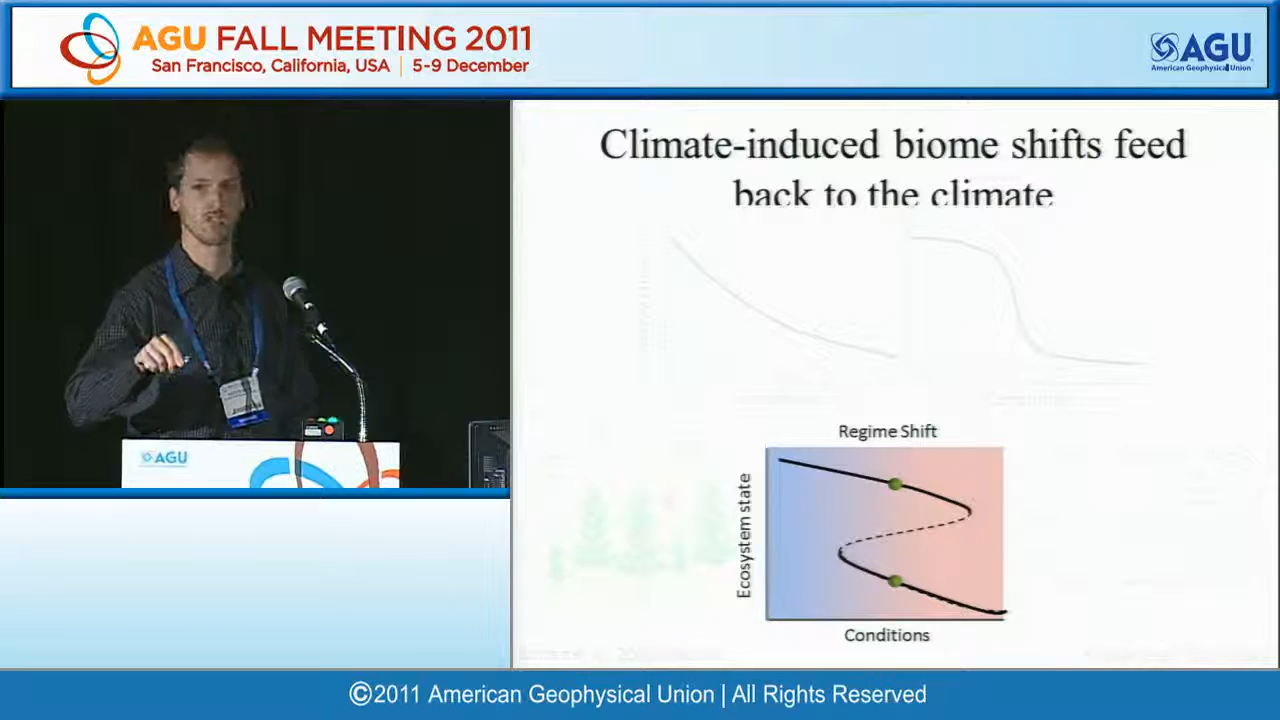 AGU FALL MEETING 2011
San Francisco, California, USA | 5-9 December
AGU
American Geophysical Union
Climate-induced biome shifts feed
back to the climate
AGU
Regime Shift
Ecosystem state
Conditions
©2011 American Geophysical Union | All Rights Reserved